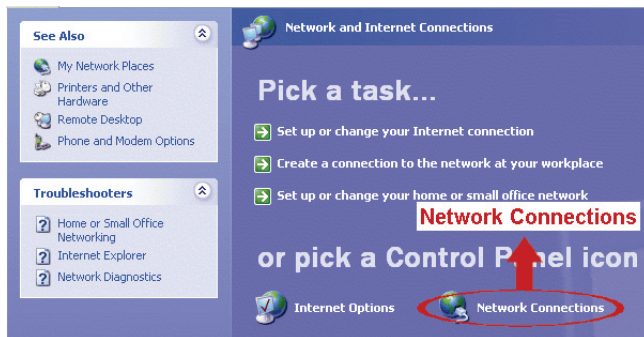 See Also
My Network Places
Printers and Other
Hardware
Remote Desktop
Phone and Modem Options
Troubleshooters
Home or Small Office
Networking
Internet Explorer
Network Diagnostics
Network and Internet Connections
Pick a task...
Set up or change your Internet connection
Create a connection to the network at your workplace
Set up or change your home or small office network
Network Connections
or pick a Control Panel icon
Internet Options
Network Connections